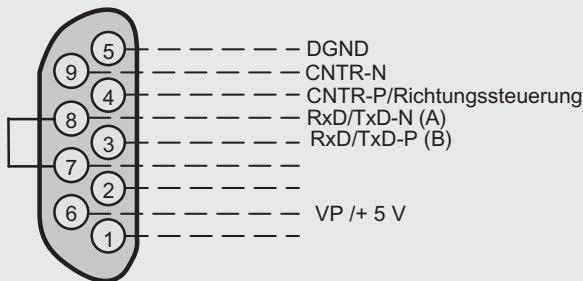 5 DGND
9 CNTR-N
4 CNTR-P/Richtungssteuerung
8 RxD/TxD-N (A)
3 RxD/TxD-P (B)
7
2
6 VP /+ 5 V
1